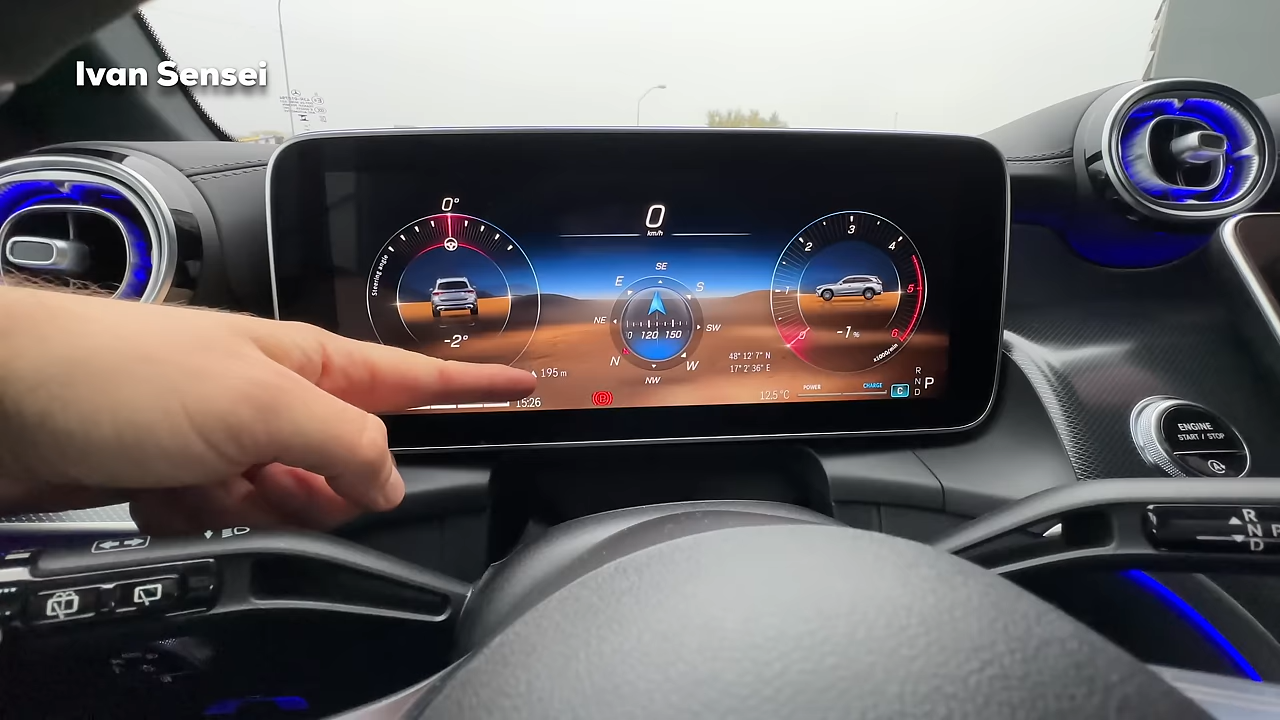 Ivan Sensei
0°
0
km/h
Steering angle
-2°
SE
E
S
NE
SW
N
W
NW
0 120 150
1
2
3
4
5
6
0
-1%
x1000/min
195 m
48° 12' 7" N
17° 2' 36" E
15:26
12.5°C
POWER
CHARGE
C
R
N
D
P
ENGINE
START / STOP
A
R
N
D
P